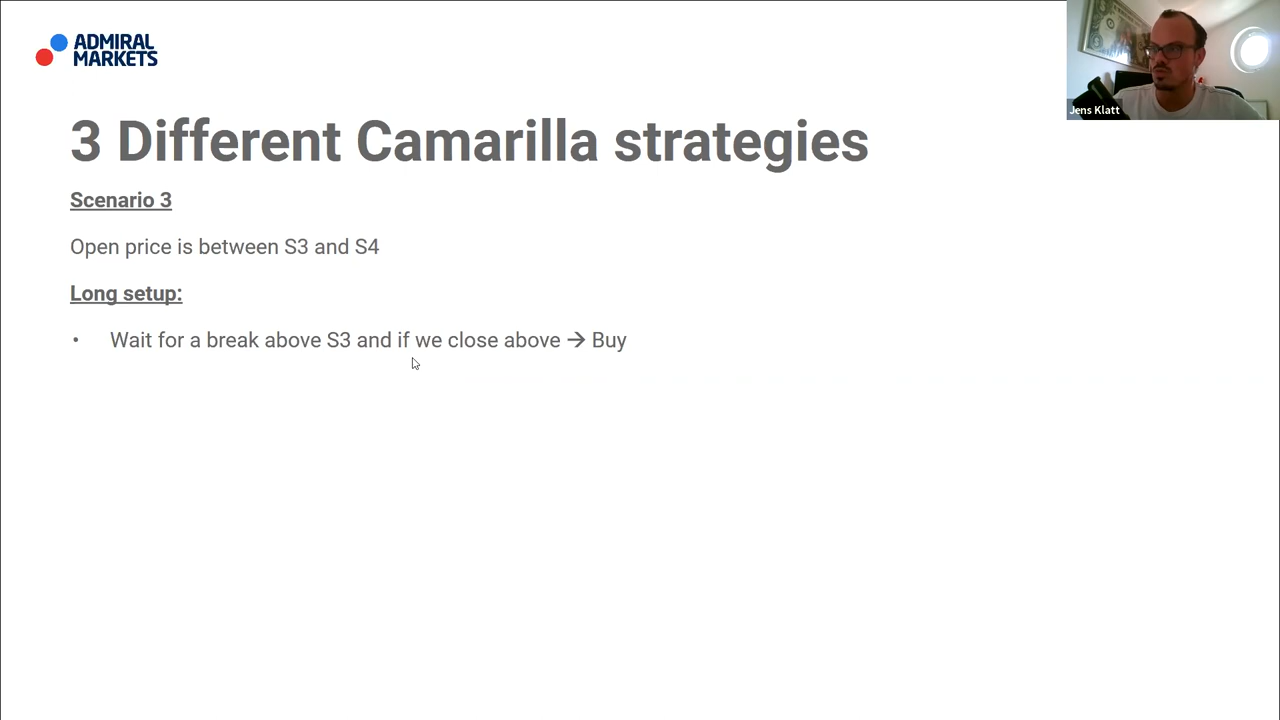 ADMIRAL
MARKETS
Jens Klatt
3 Different Camarilla strategies
Scenario 3
Open price is between S3 and S4
Long setup:
• Wait for a break above S3 and if we close above → Buy